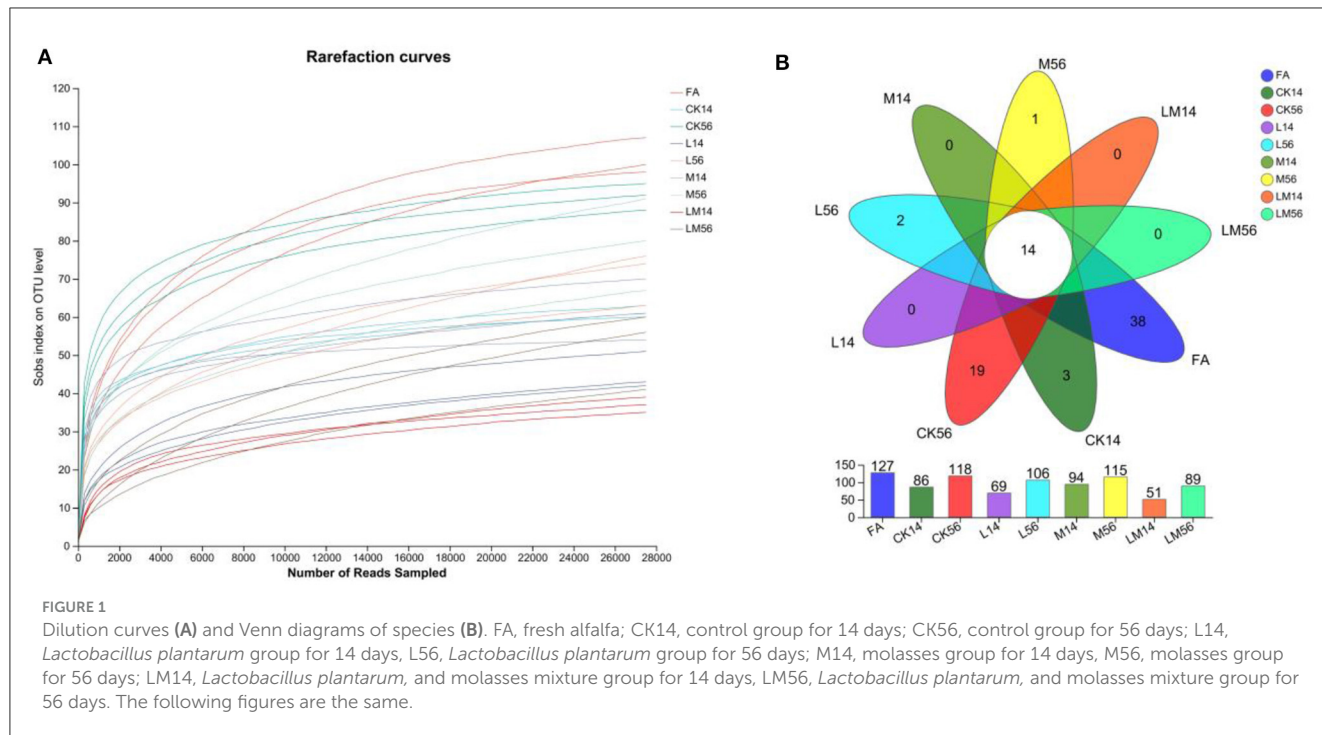 A
Rarefaction curves
120
110
100
90
80
70
60
50
40
30
20
10
0
Sobs index on OTU level
0 2000 4000 6000 8000 10000 12000 14000 16000 18000 20000 22000 24000 26000 28000
Number of Reads Sampled
FA
CK14
CK56
L14
L56
M14
M56
LM14
LM56
B
M56
M14
LM14
1
0
0
L56
LM56
2
0
14
0
38
L14
FA
19
3
CK56
CK14
FA
CK14
CK56
L14
L56
M14
M56
LM14
LM56
150
100
50
0
127 86 118 69 106 94 115 51 89
FA CK14 CK56 L14 L56 M14 M56 LM14 LM56
FIGURE 1
Dilution curves (A) and Venn diagrams of species (B). FA, fresh alfalfa; CK14, control group for 14 days; CK56, control group for 56 days; L14,
Lactobacillus plantarum group for 14 days, L56, Lactobacillus plantarum group for 56 days; M14, molasses group for 14 days, M56, molasses group
for 56 days; LM14, Lactobacillus plantarum, and molasses mixture group for 14 days, LM56, Lactobacillus plantarum, and molasses mixture group for
56 days. The following figures are the same.